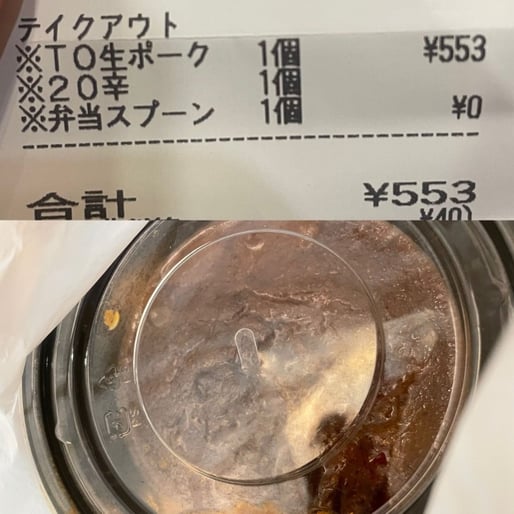 テイクアウト
※TO生ポーク 1個 ¥553
※20辛 1個
※弁当スプーン 1個 ¥0
合計 ¥553
¥40)